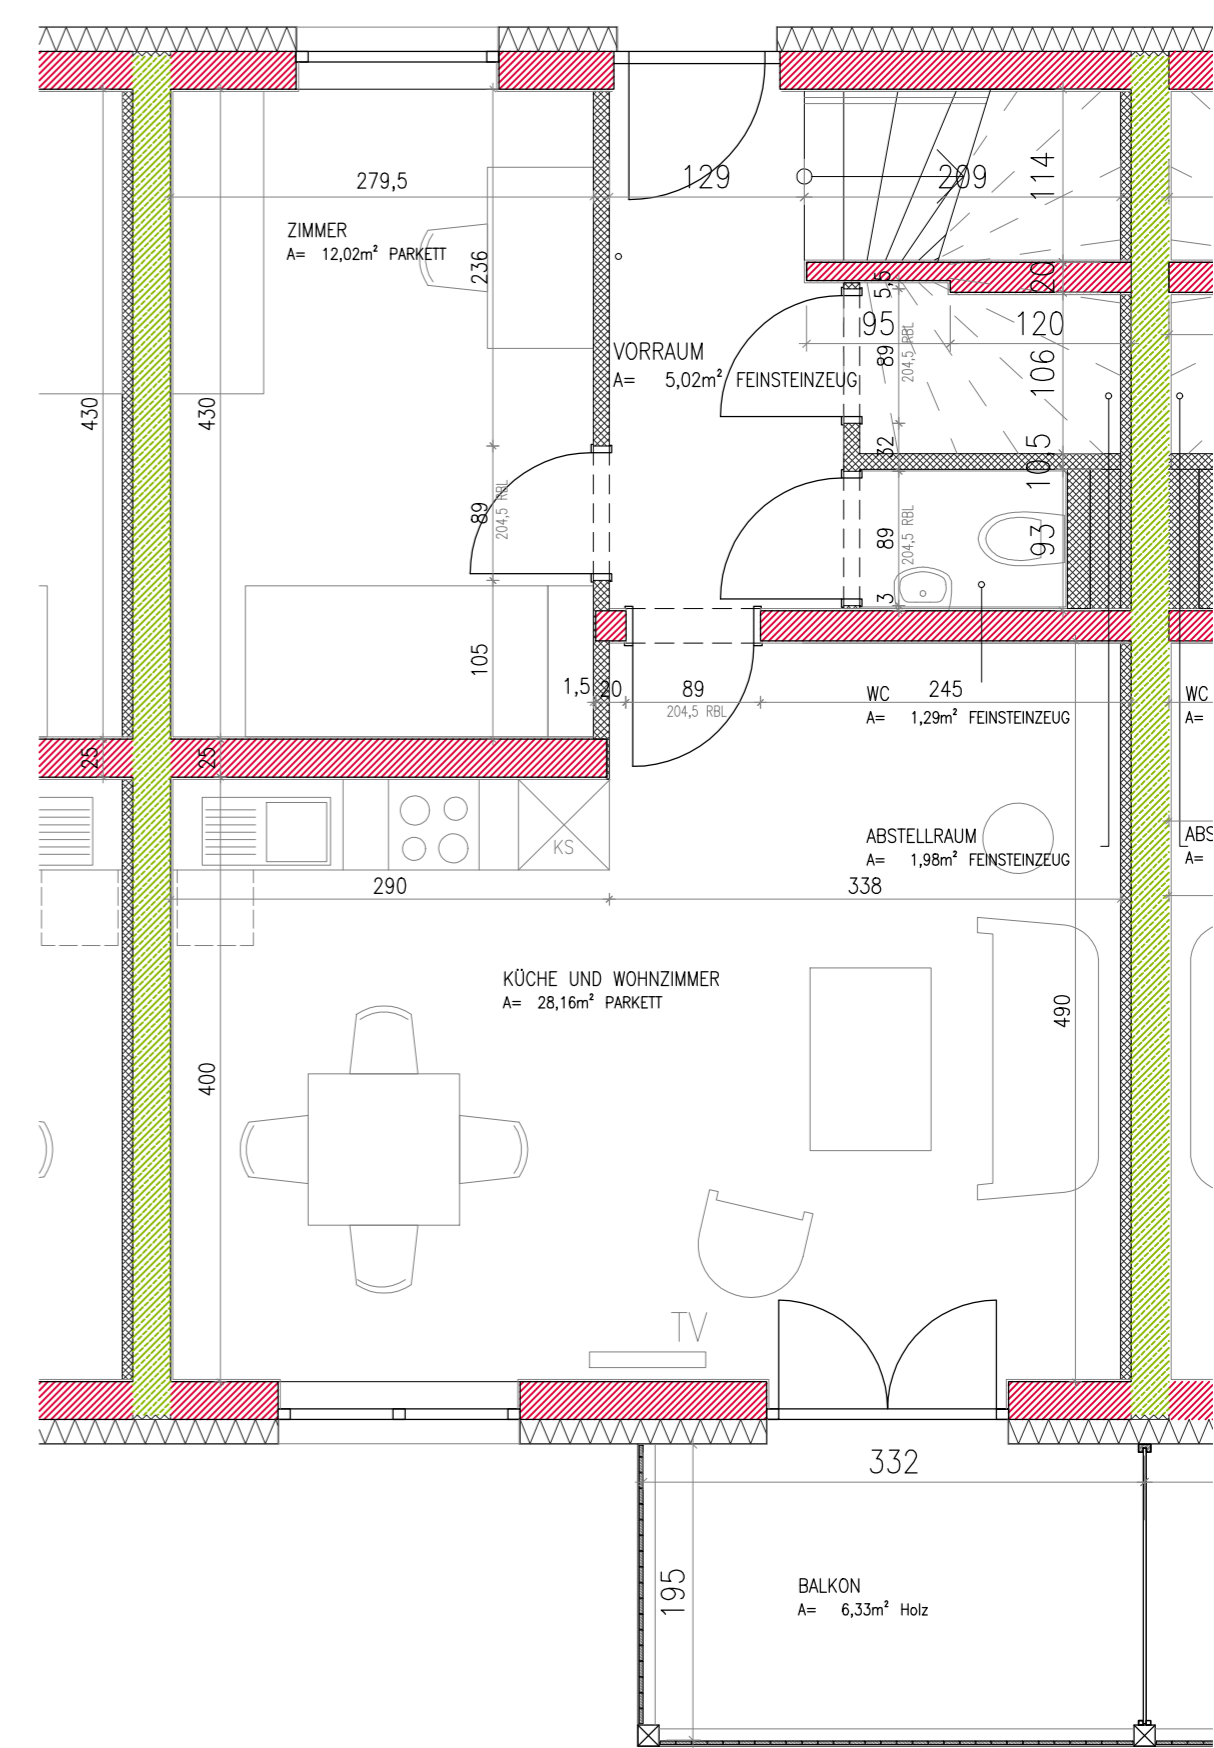 279,5
129
209
114
ZIMMER
A= 12,02m² PARKETT
236
20
5,5
95
120
89
204,5 RBL
106
VORRAUM
A= 5,02m² FEINSTEINZEUG
430
430
32
10,5
89
204,5 RBL
89
204,5 RBL
93
3
105
1,5
20
89
204,5 RBL
WC
245
A= 1,29m² FEINSTEINZEUG
WC
A=
25
25
KS
ABSTELLRAUM
A= 1,98m² FEINSTEINZEUG
ABS
A=
290
338
KÜCHE UND WOHNZIMMER
A= 28,16m² PARKETT
490
400
TV
332
195
BALKON
A= 6,33m² Holz